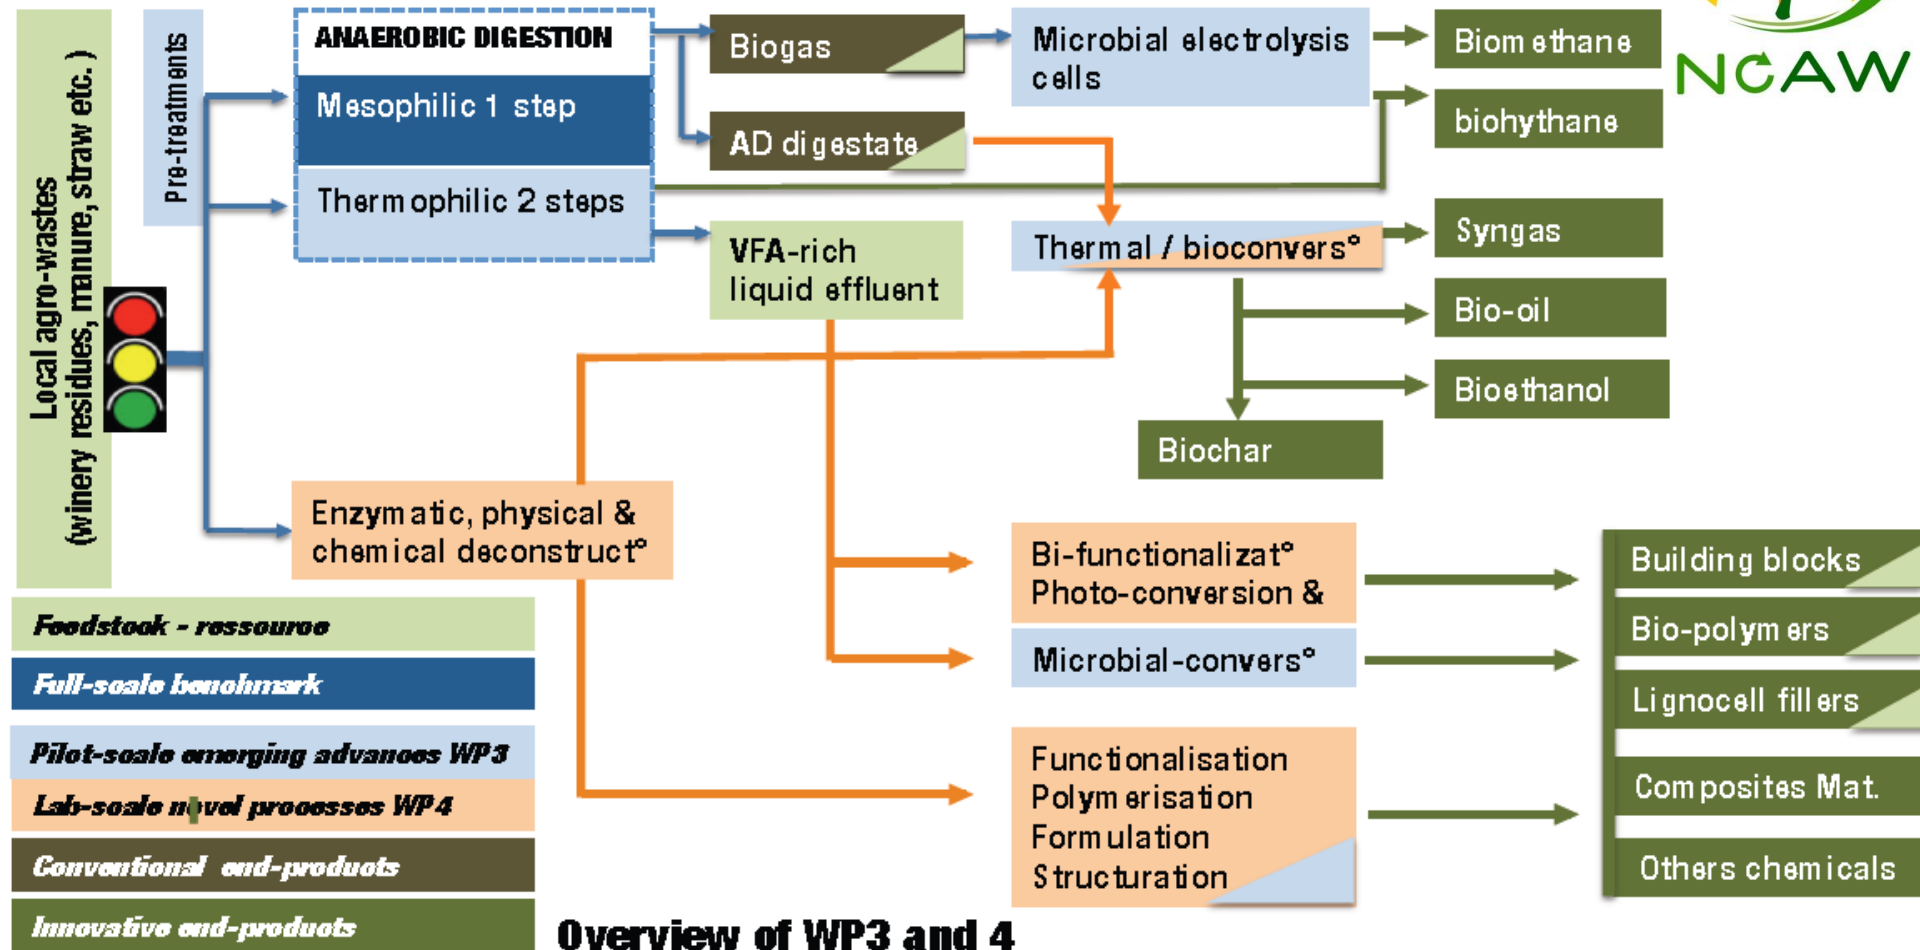 Local agro-wastes
(winery residues, manure, straw etc. )
Pre-treatments
ANAEROBIC DIGESTION
Mesophilic 1 step
Thermophilic 2 steps
Biogas
AD digestate
VFA-rich
liquid effluent
Microbial electrolysis
cells
Thermal / bioconvers°
Biomethane
biohythane
Syngas
Bio-oil
Bioethanol
Biochar
NOAW
Enzymatic, physical &
chemical deconstruct°
Bi-functionalizat°
Photo-conversion &
Microbial-convers°
Functionalisation
Polymerisation
Formulation
Structuration
Building blocks
Bio-polymers
Lignocell fillers
Composites Mat.
Others chemicals
Feedstock - ressource
Full-scale benchmark
Pilot-scale emerging advances WP3
Lab-scale novel processes WP4
Conventional end-products
Innovative end-products
Overview of WP3 and 4